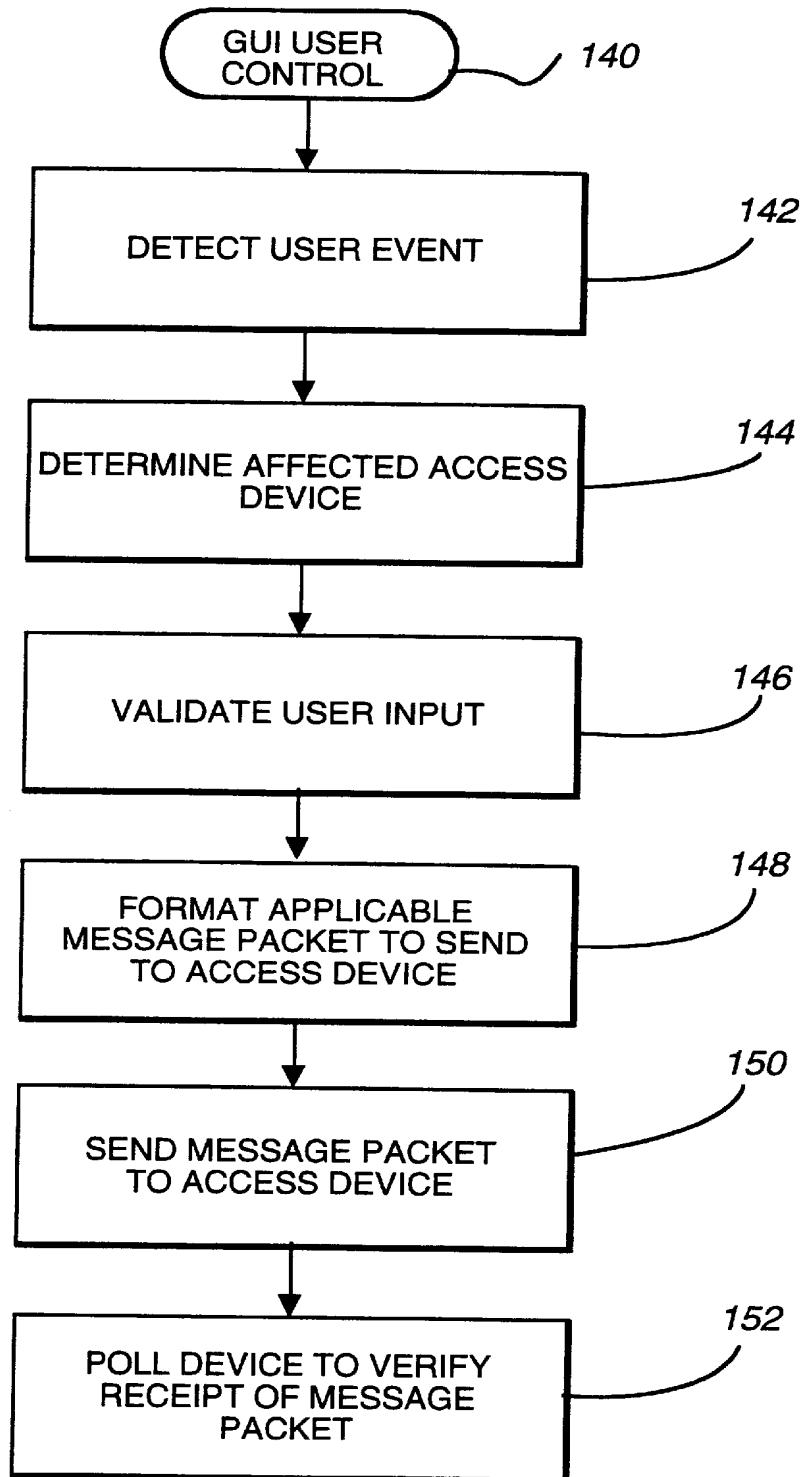 GUI USER
CONTROL
140
DETECT USER EVENT
142
DETERMINE AFFECTED ACCESS
DEVICE
144
VALIDATE USER INPUT
146
FORMAT APPLICABLE
MESSAGE PACKET TO SEND
TO ACCESS DEVICE
148
SEND MESSAGE PACKET
TO ACCESS DEVICE
150
POLL DEVICE TO VERIFY
RECEIPT OF MESSAGE
PACKET
152